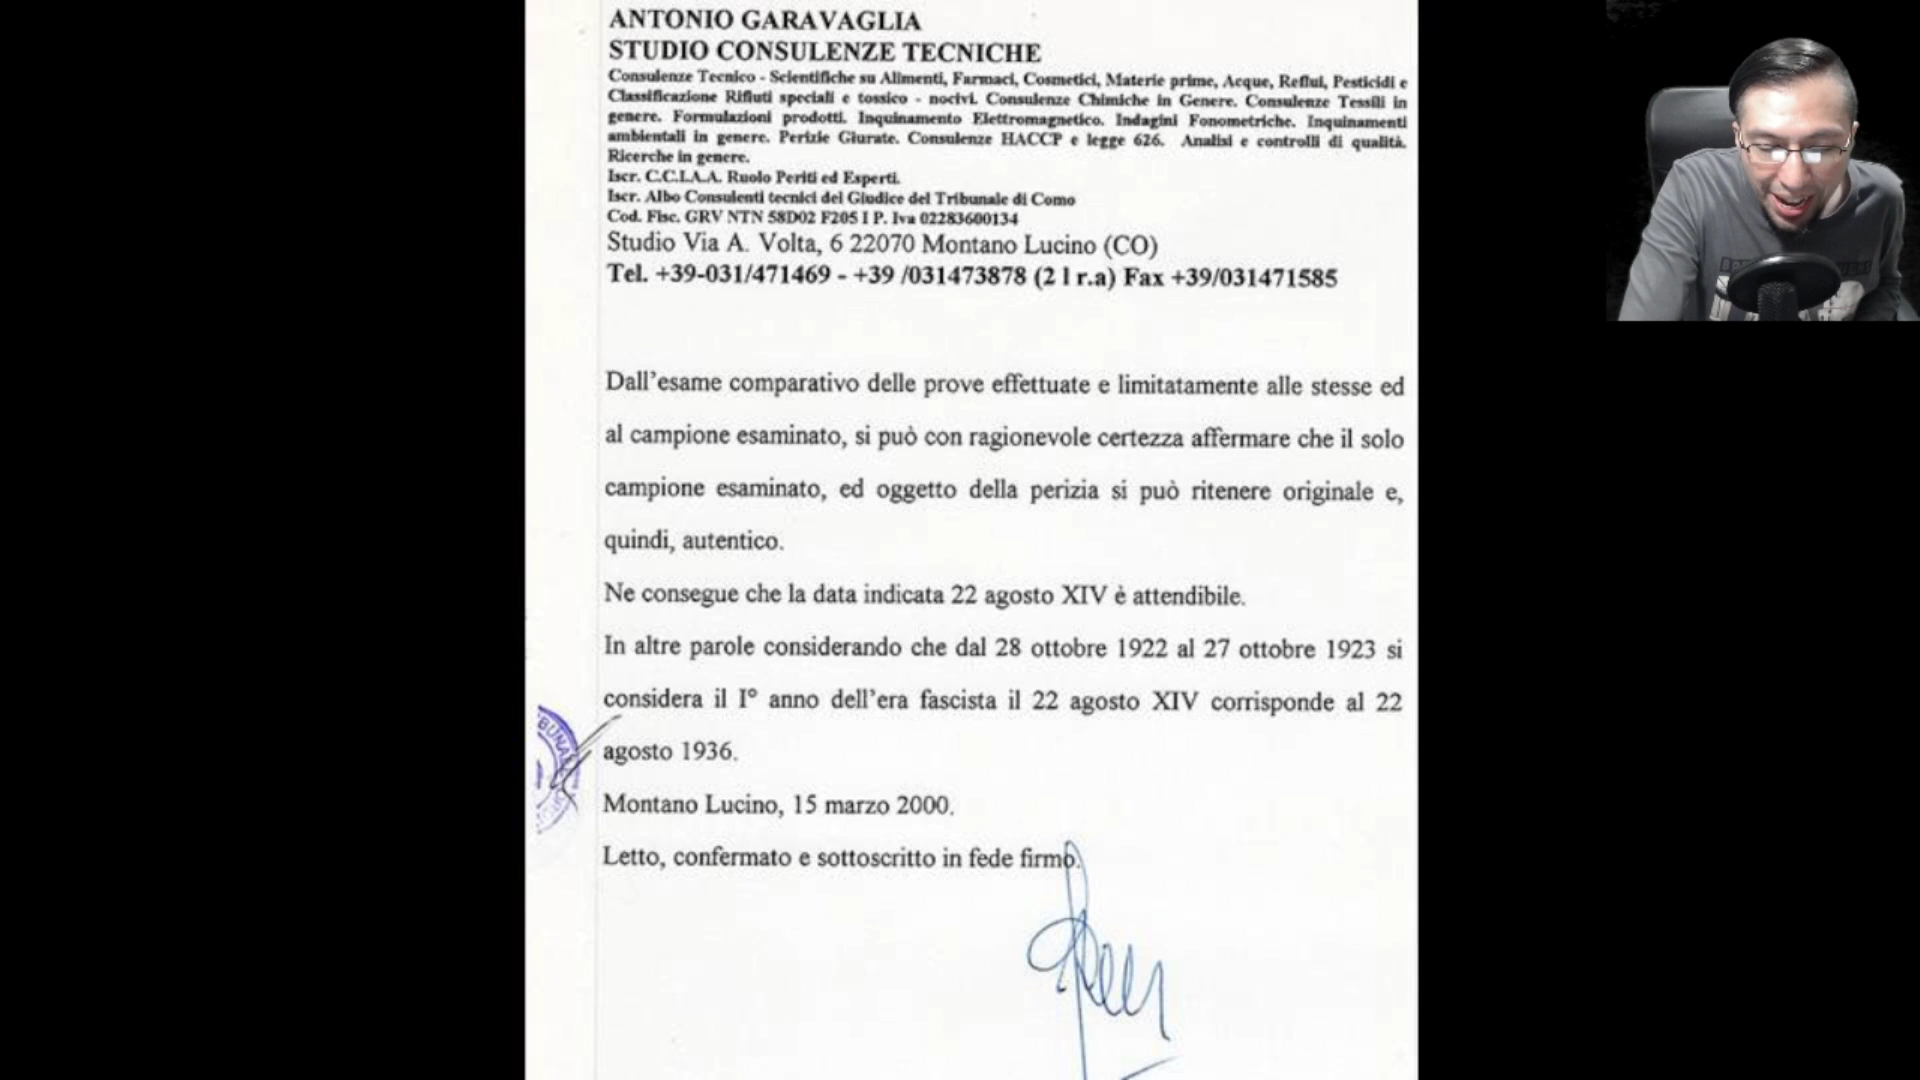 ANTONIO GARAVAGLIA
STUDIO CONSULENZE TECNICHE
Consulenze Tecnico - Scientifiche su Alimenti, Farmaci, Cosmetici, Materie prime, Acque, Reflui, Pesticidi e
Classificazione Rifiuti speciali e tossico - nocivi. Consulenze Chimiche in Genere. Consulenze Tessili in
genere. Formulazioni prodotti. Inquinamento Elettromagnetico. Indagini Fonometriche. Inquinamenti
ambientali in genere. Perizie Giurate. Consulenze HACCP e legge 626. Analisi e controlli di qualità.
Ricerche in genere.
Iscr. C.C.I.A.A. Ruolo Periti ed Esperti.
Iscr. Albo Consulenti tecnici del Giudice del Tribunale di Como
Cod. Fisc. GRV NTN 58D02 F205 I P. Iva 02283600134
Studio Via A. Volta, 6 22070 Montano Lucino (CO)
Tel. +39-031/471469 - +39 /031473878 (2 l r.a) Fax +39/031471585
Dall'esame comparativo delle prove effettuate e limitatamente alle stesse ed
al campione esaminato, si può con ragionevole certezza affermare che il solo
campione esaminato, ed oggetto della perizia si può ritenere originale e,
quindi, autentico.
Ne consegue che la data indicata 22 agosto XIV è attendibile.
In altre parole considerando che dal 28 ottobre 1922 al 27 ottobre 1923 si
considera il I° anno dell'era fascista il 22 agosto XIV corrisponde al 22
agosto 1936.
Montano Lucino, 15 marzo 2000.
Letto, confermato e sottoscritto in fede firmo.